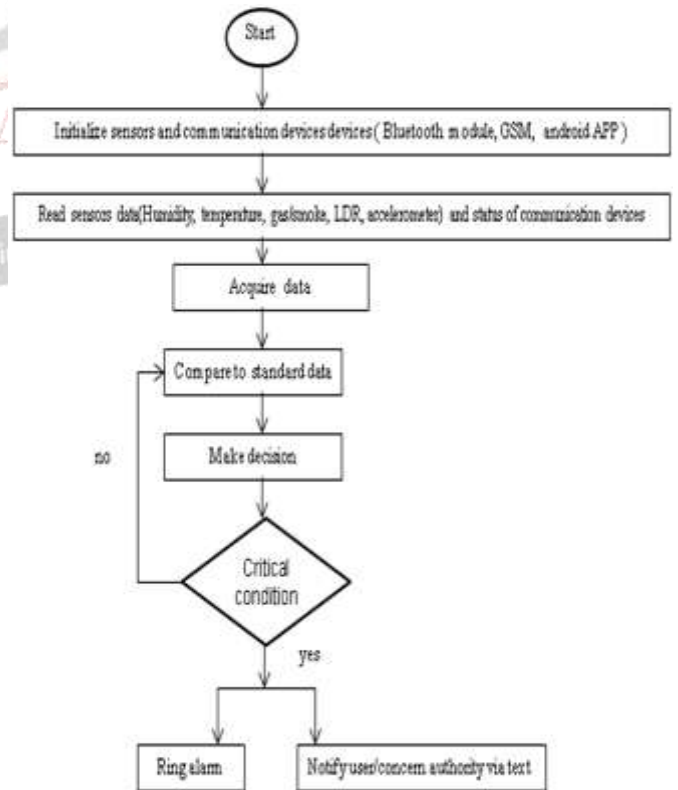 Start
Initialize sensors and communication devices devices ( Bluetooth module, GSM, android APP )
Read sensors data(Humidity, temperature, gas/smoke, LDR, accelerometer) and status of communication devices
Acquire data
Compare to standard data
no
Make decision
Critical
condition
yes
Ring alarm
Notify user/concern authority via text